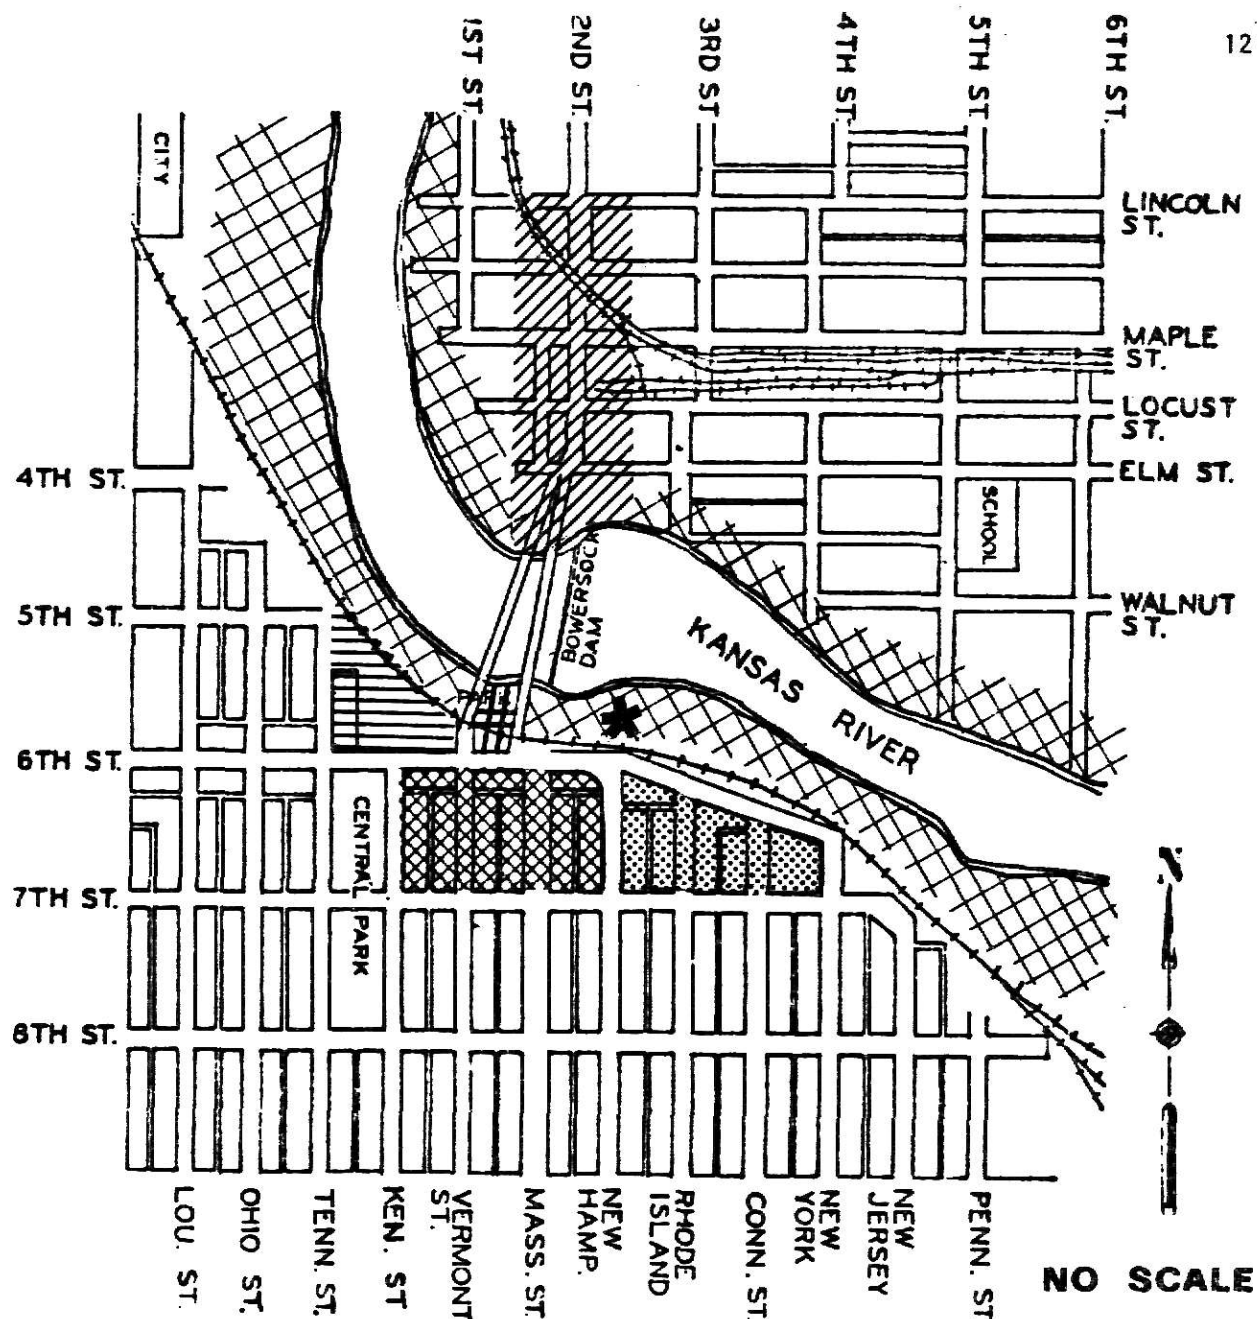 12
1ST ST.
2ND ST.
3RD ST
4TH ST.
5TH ST
6TH ST.
CITY
LINCOLN
ST.
MAPLE
ST.
LOCUST
ST.
ELM ST.
SCHOOL
WALNUT
ST.
4TH ST.
5TH ST.
6TH ST.
7TH ST.
8TH ST.
BOWERSOCK
DAM
KANSAS RIVER
CENTRAL PARK
N
LOU. ST.
OHIO ST.
TENN. ST.
KEN. ST
VERMONT
ST.
MASS. ST.
NEW
HAMP.
RHODE
ISLAND
CONN. ST.
NEW
YORK
NEW
JERSEY
PENN. ST
NO SCALE